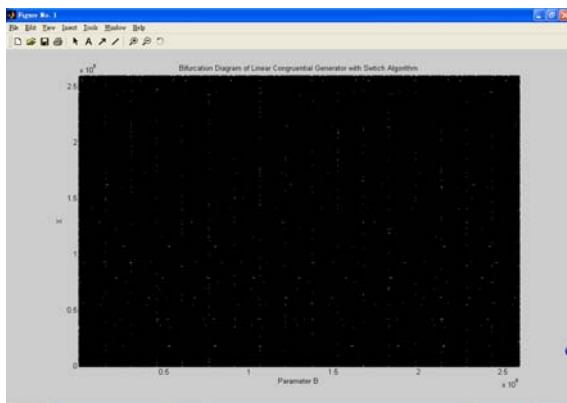 Figure No. 1
File Edit View Insert Tools Window Help
Bifurcation Diagram of Linear Congruential Generator with Swtich Algorithm
2.5
2
1.5
1
0.5
0
x
0.5 1 1.5 2 2.5
Parameter B